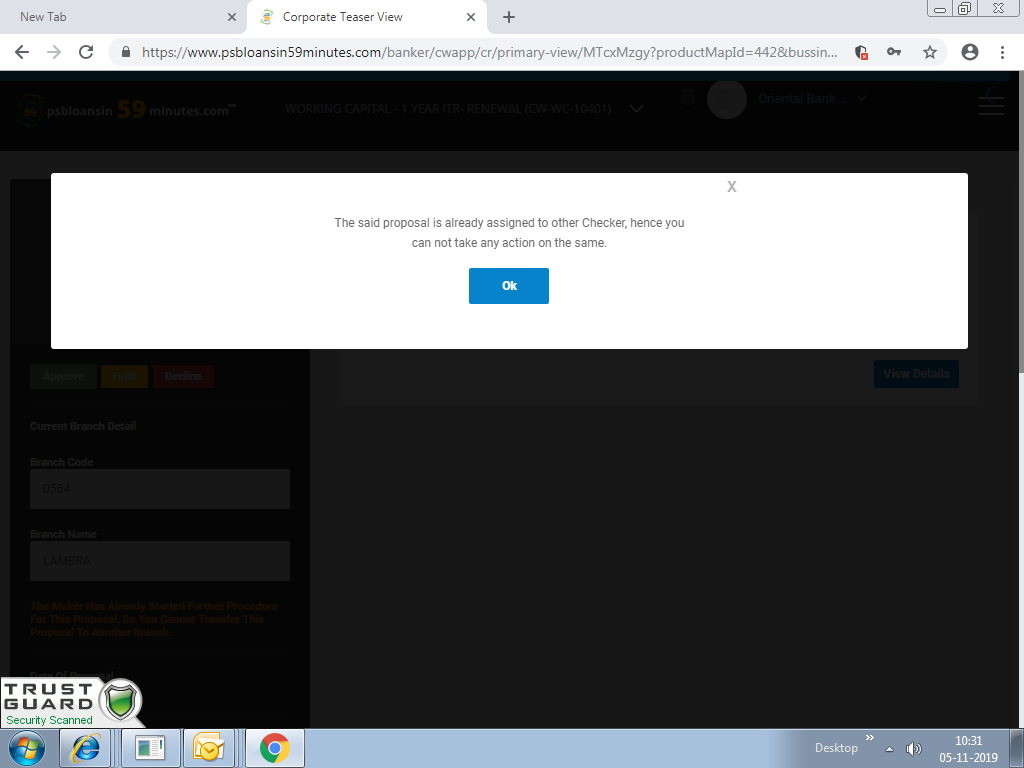 New Tab
Corporate Teaser View
https://www.psbloansin59minutes.com/banker/cwapp/cr/primary-view/MTcxMzgy?productMapId=442&bussin...
59 psbloansin 59 minutes.com™
WORKING CAPITAL - 1 YEAR ITR- RENEWAL (CW-WC-10401)
Oriental Bank ...
X
The said proposal is already assigned to other Checker, hence you
can not take any action on the same.
Ok
Approve
Hold
Decline
View Details
Current Branch Detail
Branch Code
0564
Branch Name
LAMBRA
The Maker Has Already Started Further Procedure
For This Proposal, So You Cannot Transfer This
Proposal To Another Branch.
TRUST
GUARD
Security Scanned
Desktop
10:31
05-11-2019